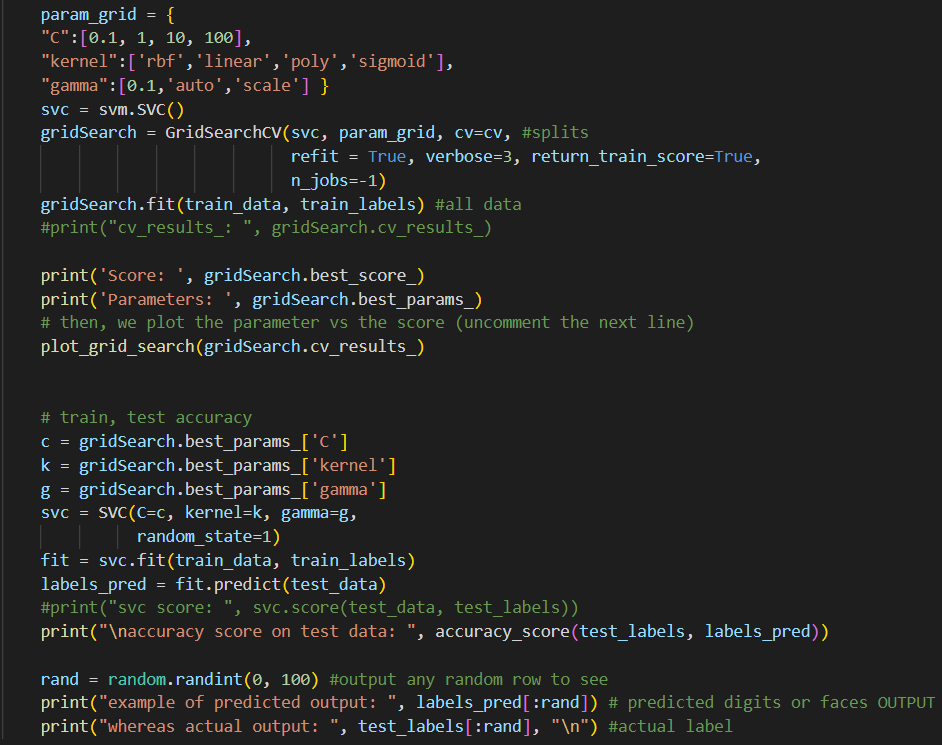 param_grid = {
"C":[0.1, 1, 10, 100],
"kernel":['rbf','linear','poly','sigmoid'],
"gamma":[0.1,'auto','scale'] }
svc = svm.SVC()
gridSearch = GridSearchCV(svc, param_grid, cv=cv, #splits
refit = True, verbose=3, return_train_score=True,
n_jobs=-1)
gridSearch.fit(train_data, train_labels) #all data
#print("cv_results_: ", gridSearch.cv_results_)
print('Score: ', gridSearch.best_score_)
print('Parameters: ', gridSearch.best_params_)
# then, we plot the parameter vs the score (uncomment the next line)
plot_grid_search(gridSearch.cv_results_)
# train, test accuracy
c = gridSearch.best_params_['C']
k = gridSearch.best_params_['kernel']
g = gridSearch.best_params_['gamma']
svc = SVC(C=c, kernel=k, gamma=g,
random_state=1)
fit = svc.fit(train_data, train_labels)
labels_pred = fit.predict(test_data)
#print("svc score: ", svc.score(test_data, test_labels))
print("\naccuracy score on test data: ", accuracy_score(test_labels, labels_pred))
rand = random.randint(0, 100) #output any random row to see
print("example of predicted output: ", labels_pred[:rand]) # predicted digits or faces OUTPUT
print("whereas actual output: ", test_labels[:rand], "\n") #actual label